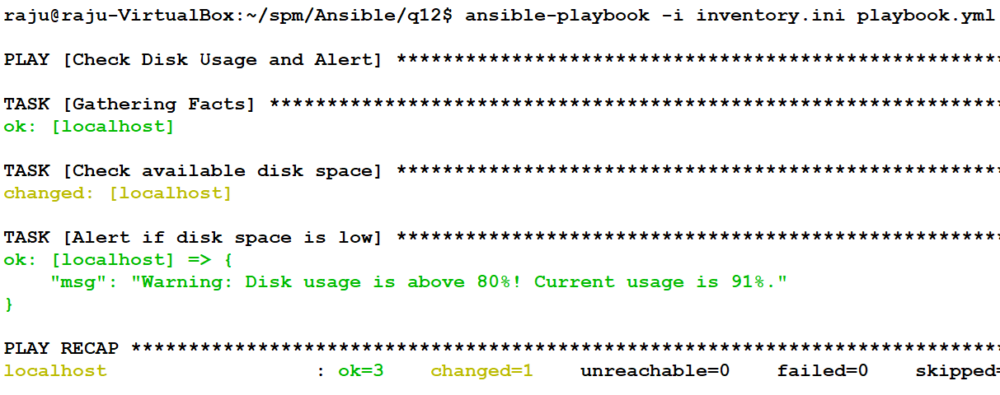 raju@raju-VirtualBox:~/spm/Ansible/q12$ ansible-playbook -i inventory.ini playbook.yml
PLAY [Check Disk Usage and Alert] *****************************************************
TASK [Gathering Facts] ****************************************************************
ok: [localhost]
TASK [Check available disk space] *****************************************************
changed: [localhost]
TASK [Alert if disk space is low] *****************************************************
ok: [localhost] => {
    "msg": "Warning: Disk usage is above 80%! Current usage is 91%."
}
PLAY RECAP ****************************************************************************
localhost                  : ok=3    changed=1    unreachable=0    failed=0    skipped=